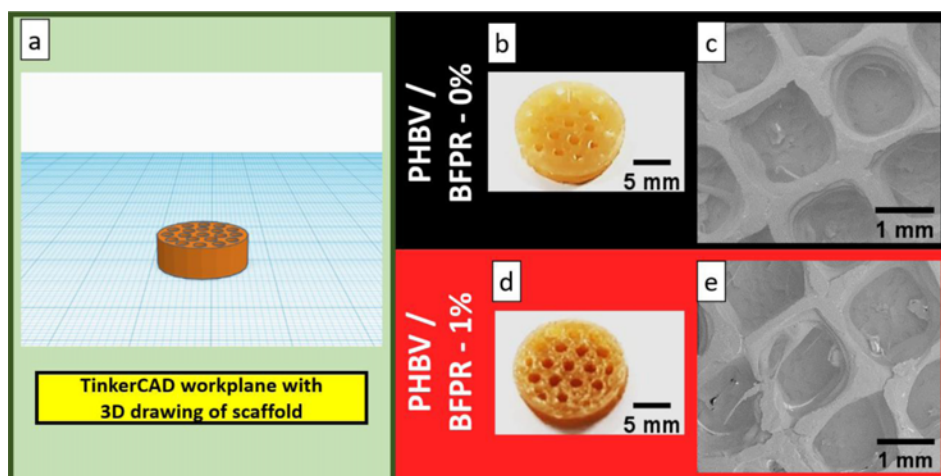 a
TinkerCAD workplane with
3D drawing of scaffold
PHBV /
BFPR - 0%
b
5 mm
c
1 mm
PHBV /
BFPR - 1%
d
5 mm
e
1 mm